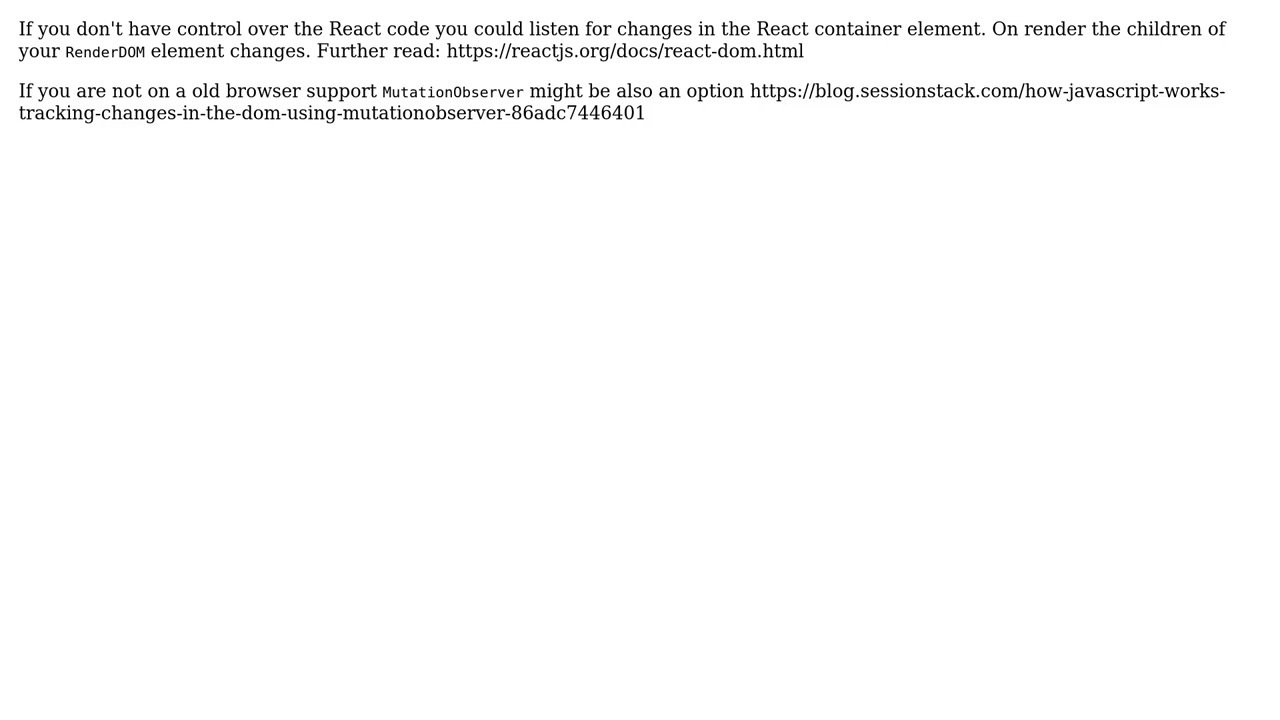 If you don't have control over the React code you could listen for changes in the React container element. On render the children of
your RenderDOM element changes. Further read: https://reactjs.org/docs/react-dom.html
If you are not on a old browser support MutationObserver might be also an option https://blog.sessionstack.com/how-javascript-works-
tracking-changes-in-the-dom-using-mutationobserver-86adc7446401